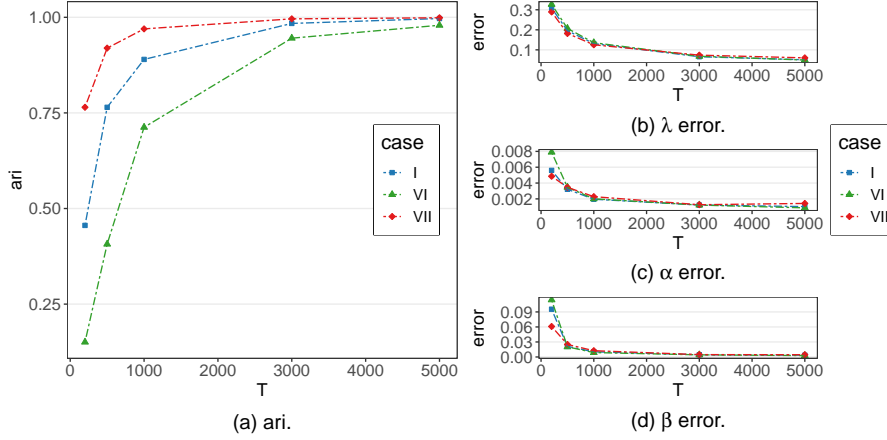 1.00
0.75
0.50
0.25
ari
0 1000 2000 3000 4000 5000
T
case
I
VI
VII
(a) ari.
0.3
0.2
0.1
error
0 1000 2000 3000 4000 5000
T
(b) λ error.
0.008
0.006
0.004
0.002
error
0 1000 2000 3000 4000 5000
T
(c) α error.
case
I
VI
VII
0.09
0.06
0.03
0.00
error
0 1000 2000 3000 4000 5000
T
(d) β error.